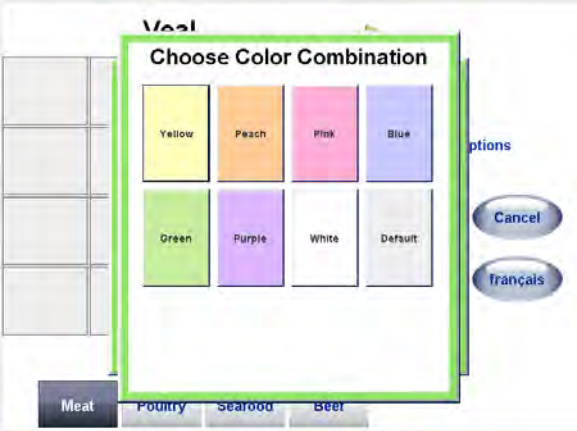 Veal
Choose Color Combination
Yellow Peach Pink Blue
ptions
Green Purple White Default
Cancel
français
Meat Poultry Seafood Beef